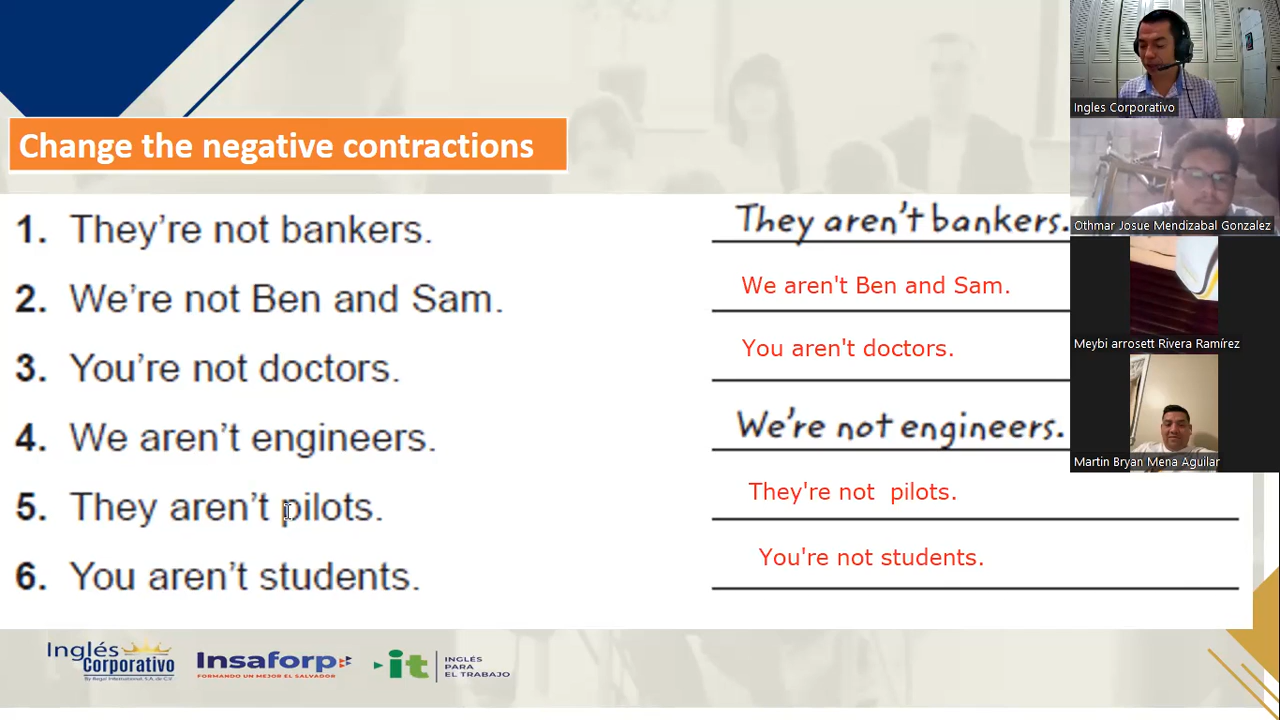 Change the negative contractions
1. They're not bankers.
They aren't bankers.
2. We're not Ben and Sam.
We aren't Ben and Sam.
3. You're not doctors.
You aren't doctors.
4. We aren't engineers.
We're not engineers.
5. They aren't pilots.
They're not  pilots.
6. You aren't students.
You're not students.
Inglés
Corporativo
By Regal International, S.A. de C.V.
Insaforp
FORMANDO UN MEJOR EL SALVADOR
it
INGLÉS
PARA
EL TRABAJO
Ingles Corporativo
Othmar Josue Mendizabal Gonzalez
Meybi arrosett Rivera Ramírez
Martin Bryan Mena Aguilar